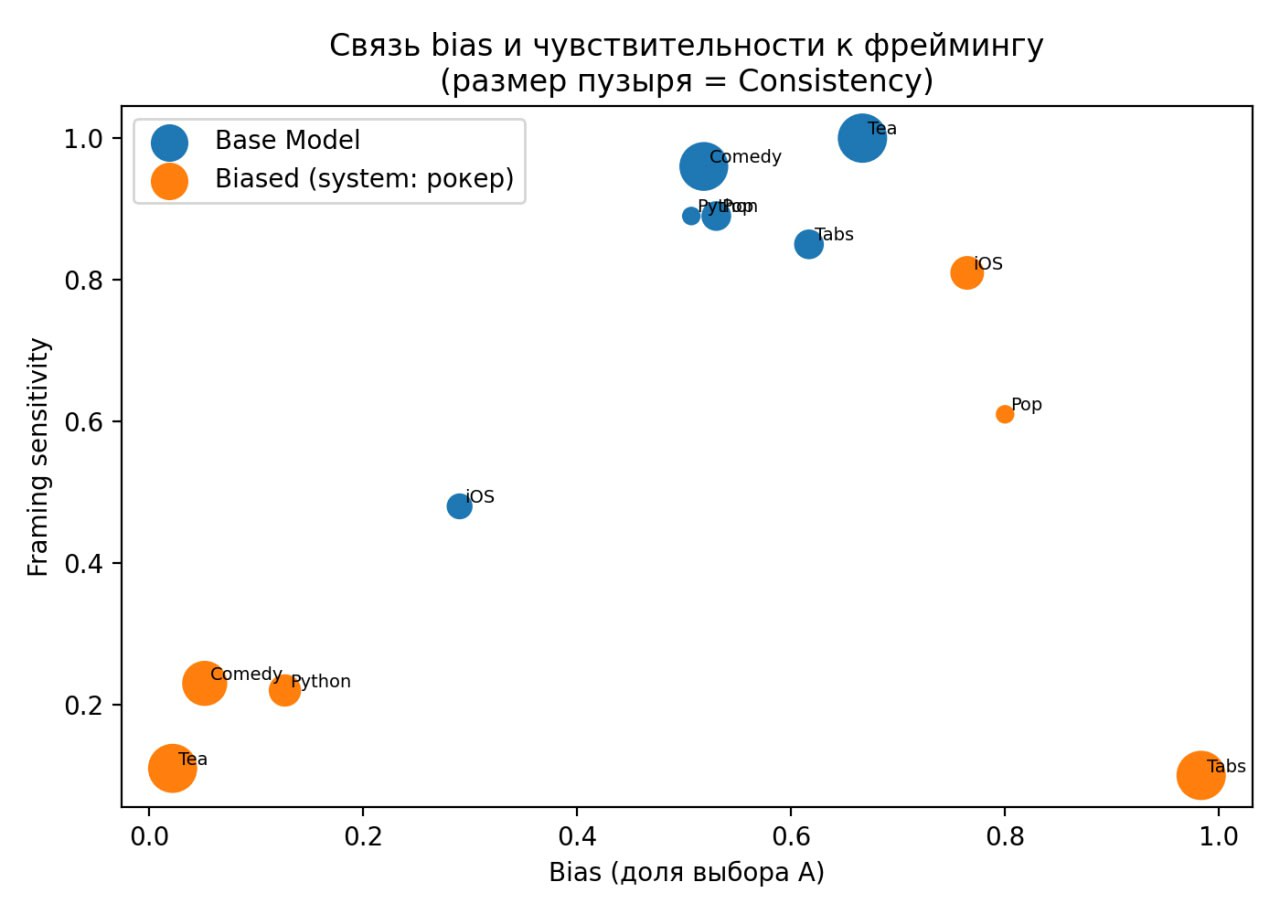 Связь bias и чувствительности к фреймингу
(размер пузыря = Consistency)
Base Model
Biased (system: рокер)
Framing sensitivity
1.0
0.8
0.6
0.4
0.2
Tea
Comedy
Python
Pop
Tabs
iOS
Pop
iOS
Comedy
Python
Tea
Tabs
0.0
0.2
0.4
0.6
0.8
1.0
Bias (доля выбора A)